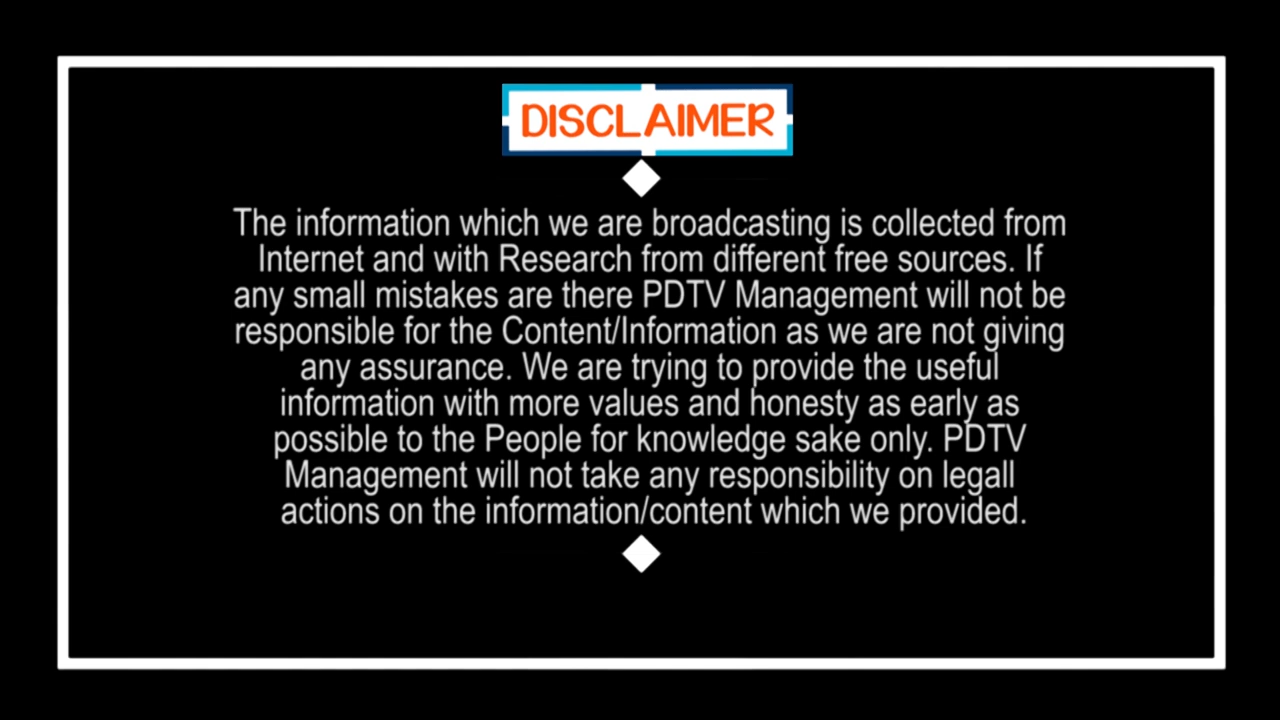 DISCLAIMER
The information which we are broadcasting is collected from
Internet and with Research from different free sources. If
any small mistakes are there PDTV Management will not be
responsible for the Content/Information as we are not giving
any assurance. We are trying to provide the useful
information with more values and honesty as early as
possible to the People for knowledge sake only. PDTV
Management will not take any responsibility on legall
actions on the information/content which we provided.